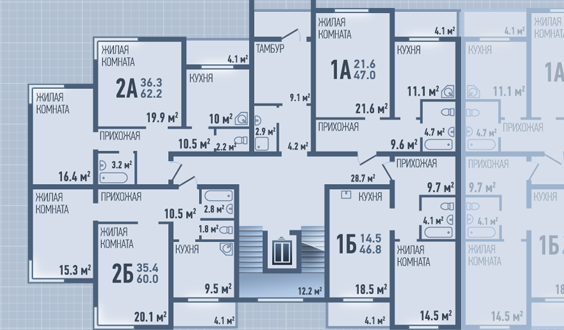 4.1 м²
ЖИЛАЯ
КОМНАТА
2А 36.3
62.2
19.9 м²
КУХНЯ
10 м²
ТАМБУР
9.1 м²
ЖИЛАЯ
КОМНАТА
1А 21.6
47.0
21.6 м²
4.1 м²
КУХНЯ
11.1 м²
4.1 м²
КУХНЯ
11.1 м²
ЖИЛАЯ
КОМНАТА
1А
ЖИЛАЯ
КОМНАТА
16.4 м²
ПРИХОЖАЯ
10.5 м²
2.2 м²
3.2 м²
2.9 м²
4.2 м²
ПРИХОЖАЯ
9.6 м²
4.7 м²
4.7 м²
ПРИХОЖАЯ
28.7 м²
ЖИЛАЯ
КОМНАТА
15.3 м²
ПРИХОЖАЯ
10.5 м²
2.8 м²
1.8 м²
ЖИЛАЯ
КОМНАТА
2Б 35.4
60.0
20.1 м²
КУХНЯ
9.5 м²
4.1 м²
12.2 м²
КУХНЯ
1Б 14.5
46.8
18.5 м²
4.1 м²
ПРИХОЖАЯ
9.7 м²
4.1 м²
ЖИЛАЯ
КОМНАТА
14.5 м²
ПРИХОЖАЯ
9.7 м²
4.1 м²
ЖИЛАЯ
КОМНАТА
14.5 м²
КУХНЯ
1Б
4.1